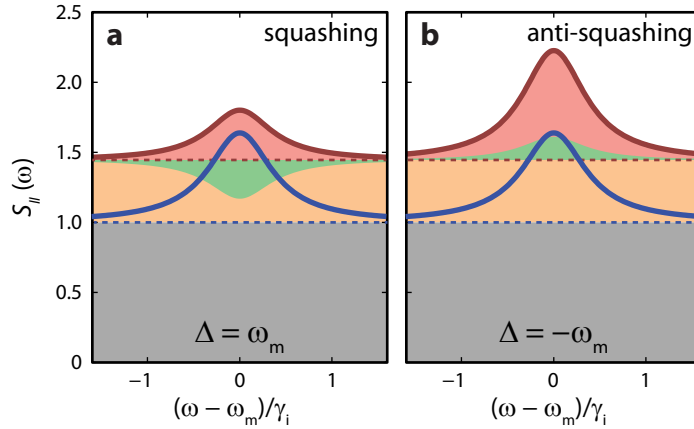 a squashing
b anti-squashing
2.5
2.0
1.5
1.0
0.5
0
S_II(ω)
Δ = ω_m
Δ = −ω_m
−1 0 1
−1 0 1
(ω − ω_m)/γ_i
(ω − ω_m)/γ_i